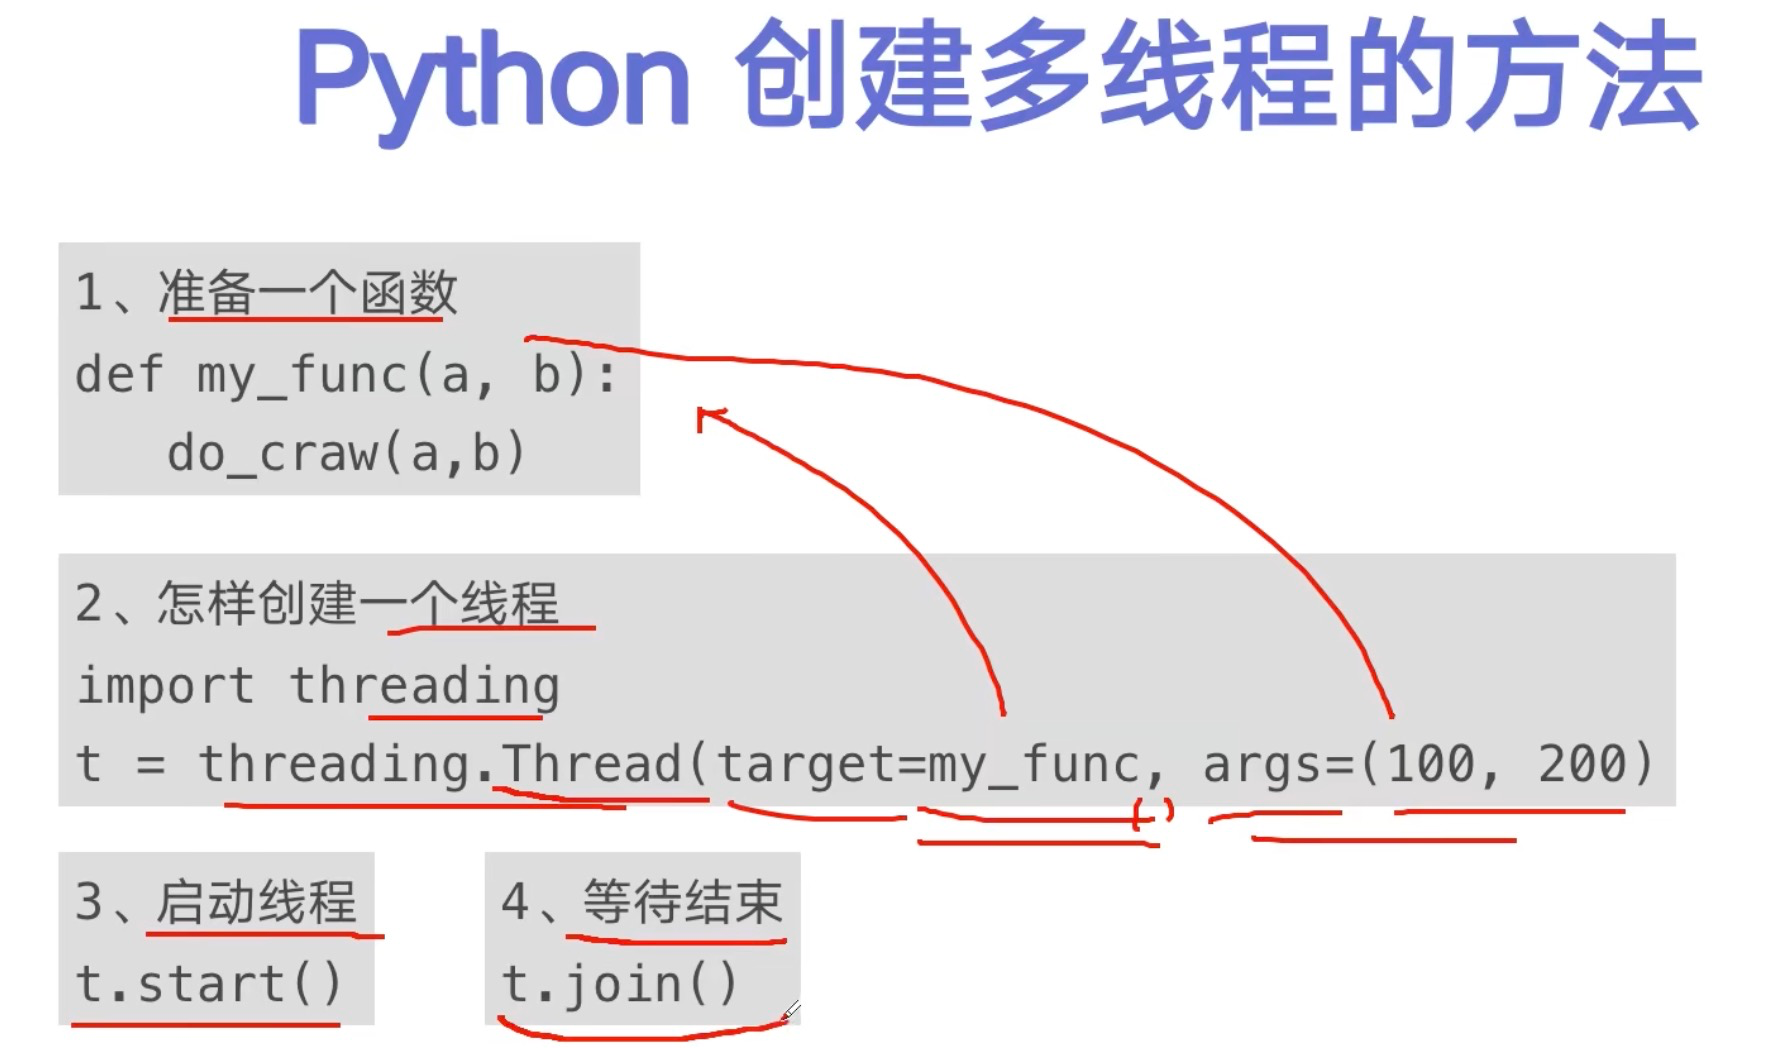 Python 创建多线程的方法
1、准备一个函数
def my_func(a, b):
do_craw(a,b)
2、怎样创建一个线程
import threading
t = threading.Thread(target=my_func, args=(100, 200)
()
3、启动线程
t.start()
4、等待结束
t.join()